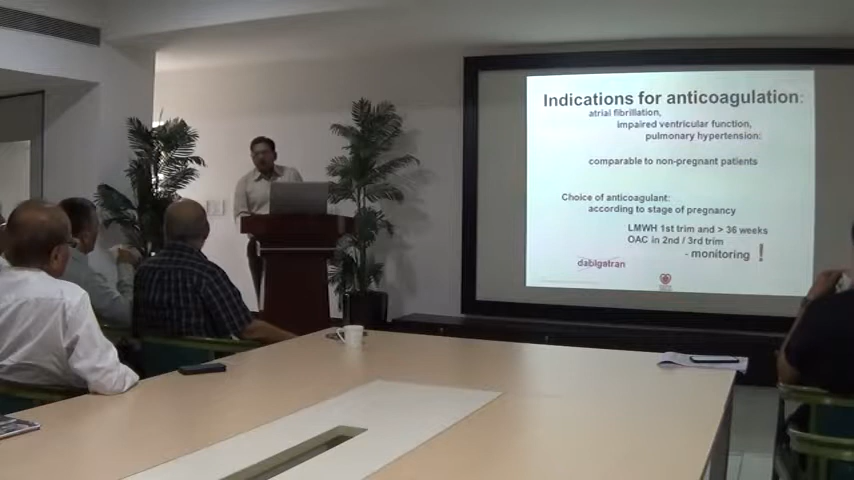 Indications for anticoagulation:
atrial fibrillation,
impaired ventricular function,
pulmonary hypertension:
comparable to non-pregnant patients
Choice of anticoagulant:
according to stage of pregnancy
LMWH 1st trim and > 36 weeks
OAC in 2nd / 3rd trim
- monitoring !
dabigatran